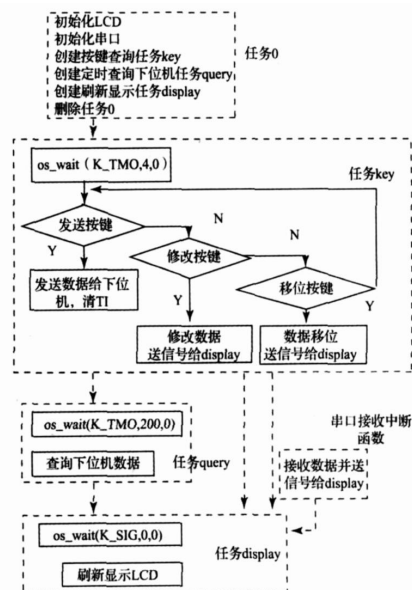 初始化LCD
初始化串口
创建按键查询任务key
创建定时查询下位机任务query
创建刷新显示任务display
删除任务0
任务0
os_wait（K_TMO,4,0）
任务key
发送按键
N
Y
修改按键
N
发送数据给下位
机，清TI
Y
移位按键
Y
修改数据
送信号给display
数据移位
送信号给display
os_wait(K_TMO,200,0)
查询下位机数据
任务query
串口接收中断
函数
接收数据并送
信号给display
os_wait(K_SIG,0,0)
刷新显示LCD
任务display